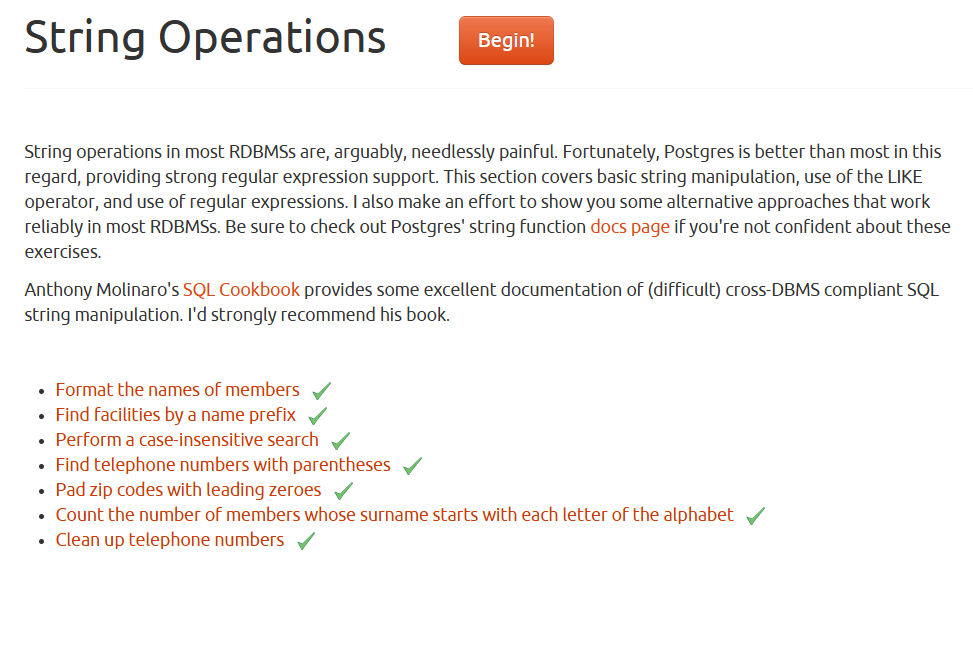 String Operations
Begin!
String operations in most RDBMSs are, arguably, needlessly painful. Fortunately, Postgres is better than most in this
regard, providing strong regular expression support. This section covers basic string manipulation, use of the LIKE
operator, and use of regular expressions. I also make an effort to show you some alternative approaches that work
reliably in most RDBMSs. Be sure to check out Postgres' string function docs page if you're not confident about these
exercises.
Anthony Molinaro's SQL Cookbook provides some excellent documentation of (difficult) cross-DBMS compliant SQL
string manipulation. I'd strongly recommend his book.
Format the names of members
Find facilities by a name prefix
Perform a case-insensitive search
Find telephone numbers with parentheses
Pad zip codes with leading zeroes
Count the number of members whose surname starts with each letter of the alphabet
Clean up telephone numbers